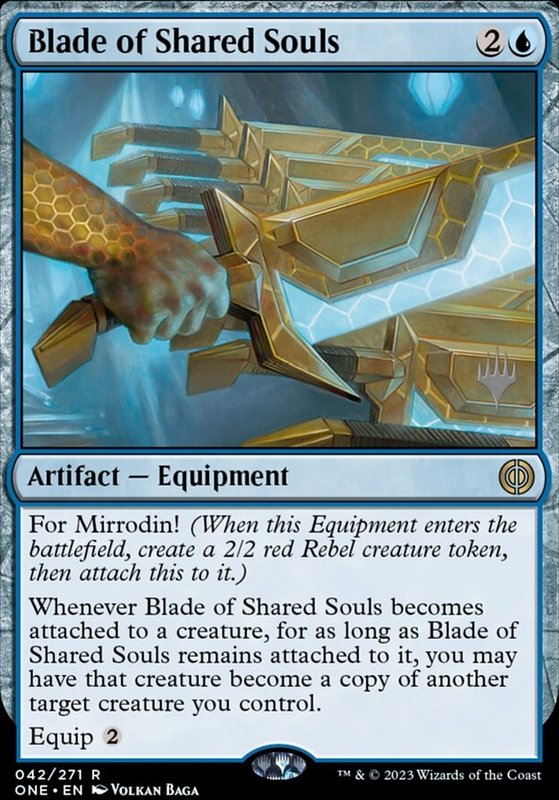 Blade of Shared Souls 2
Artifact — Equipment
For Mirrodin! (When this Equipment enters the
battlefield, create a 2/2 red Rebel creature token,
then attach this to it.)
Whenever Blade of Shared Souls becomes
attached to a creature, for as long as Blade of
Shared Souls remains attached to it, you may
have that creature become a copy of another
target creature you control.
Equip 2
042/271 R
ONE • EN VOLKAN BAGA
™ & © 2023 Wizards of the Coast